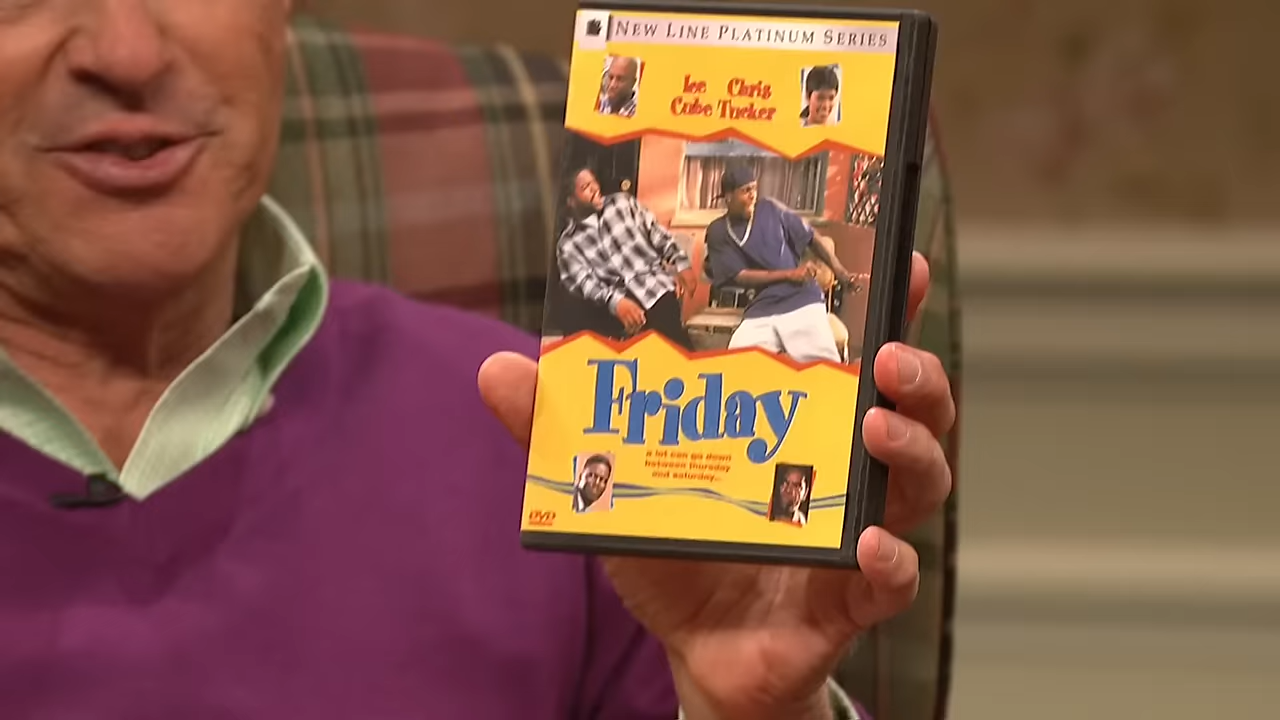 NEW LINE PLATINUM SERIES
Ice Chris
Cube Tucker
Friday
a lot can go down
between thursday
and saturday...
DVD